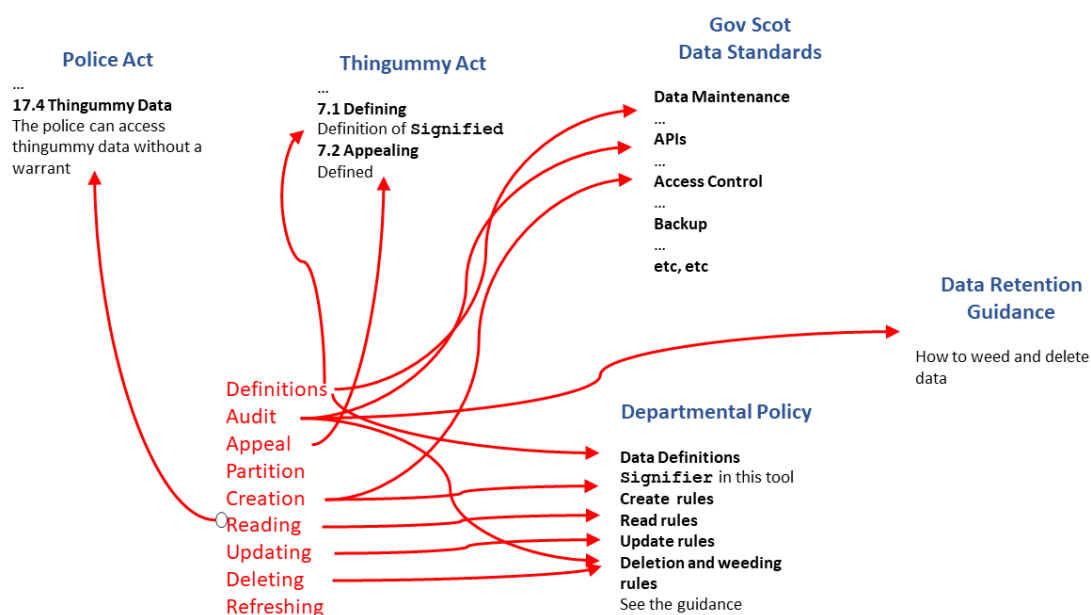 Police Act
...
17.4 Thingummy Data
The police can access
thingummy data without a
warrant
Thingummy Act
...
7.1 Defining
Definition of Signified
7.2 Appealing
Defined
Gov Scot
Data Standards
Data Maintenance
...
APIs
...
Access Control
...
Backup
...
etc, etc
Data Retention
Guidance
How to weed and delete
data
Definitions
Audit
Appeal
Partition
Creation
Reading
Updating
Deleting
Refreshing
Departmental Policy
Data Definitions
Signifier in this tool
Create rules
Read rules
Update rules
Deletion and weeding
rules
See the guidance